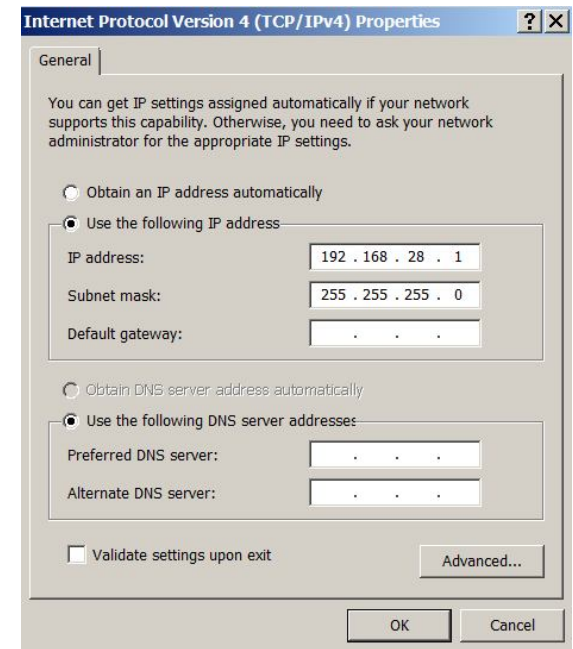 Internet Protocol Version 4 (TCP/IPv4) Properties
General
You can get IP settings assigned automatically if your network
supports this capability. Otherwise, you need to ask your network
administrator for the appropriate IP settings.
Obtain an IP address automatically
Use the following IP address
IP address: 192 . 168 . 28 . 1
Subnet mask: 255 . 255 . 255 . 0
Default gateway: . . .
Obtain DNS server address automatically
Use the following DNS server addresses
Preferred DNS server: . . .
Alternate DNS server: . . .
Validate settings upon exit
Advanced...
OK Cancel